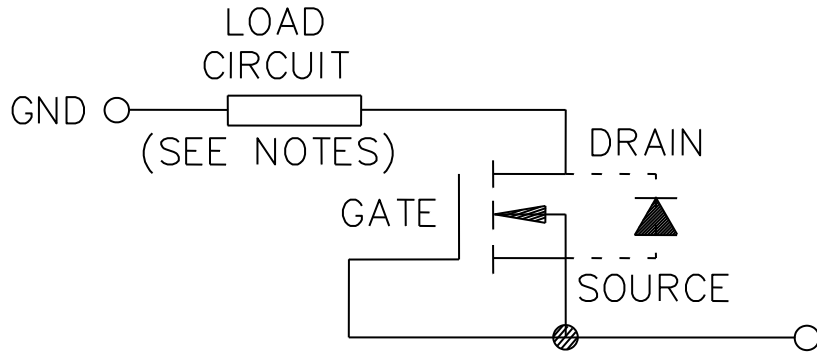 LOAD
CIRCUIT
GND
(SEE NOTES)
DRAIN
GATE
SOURCE